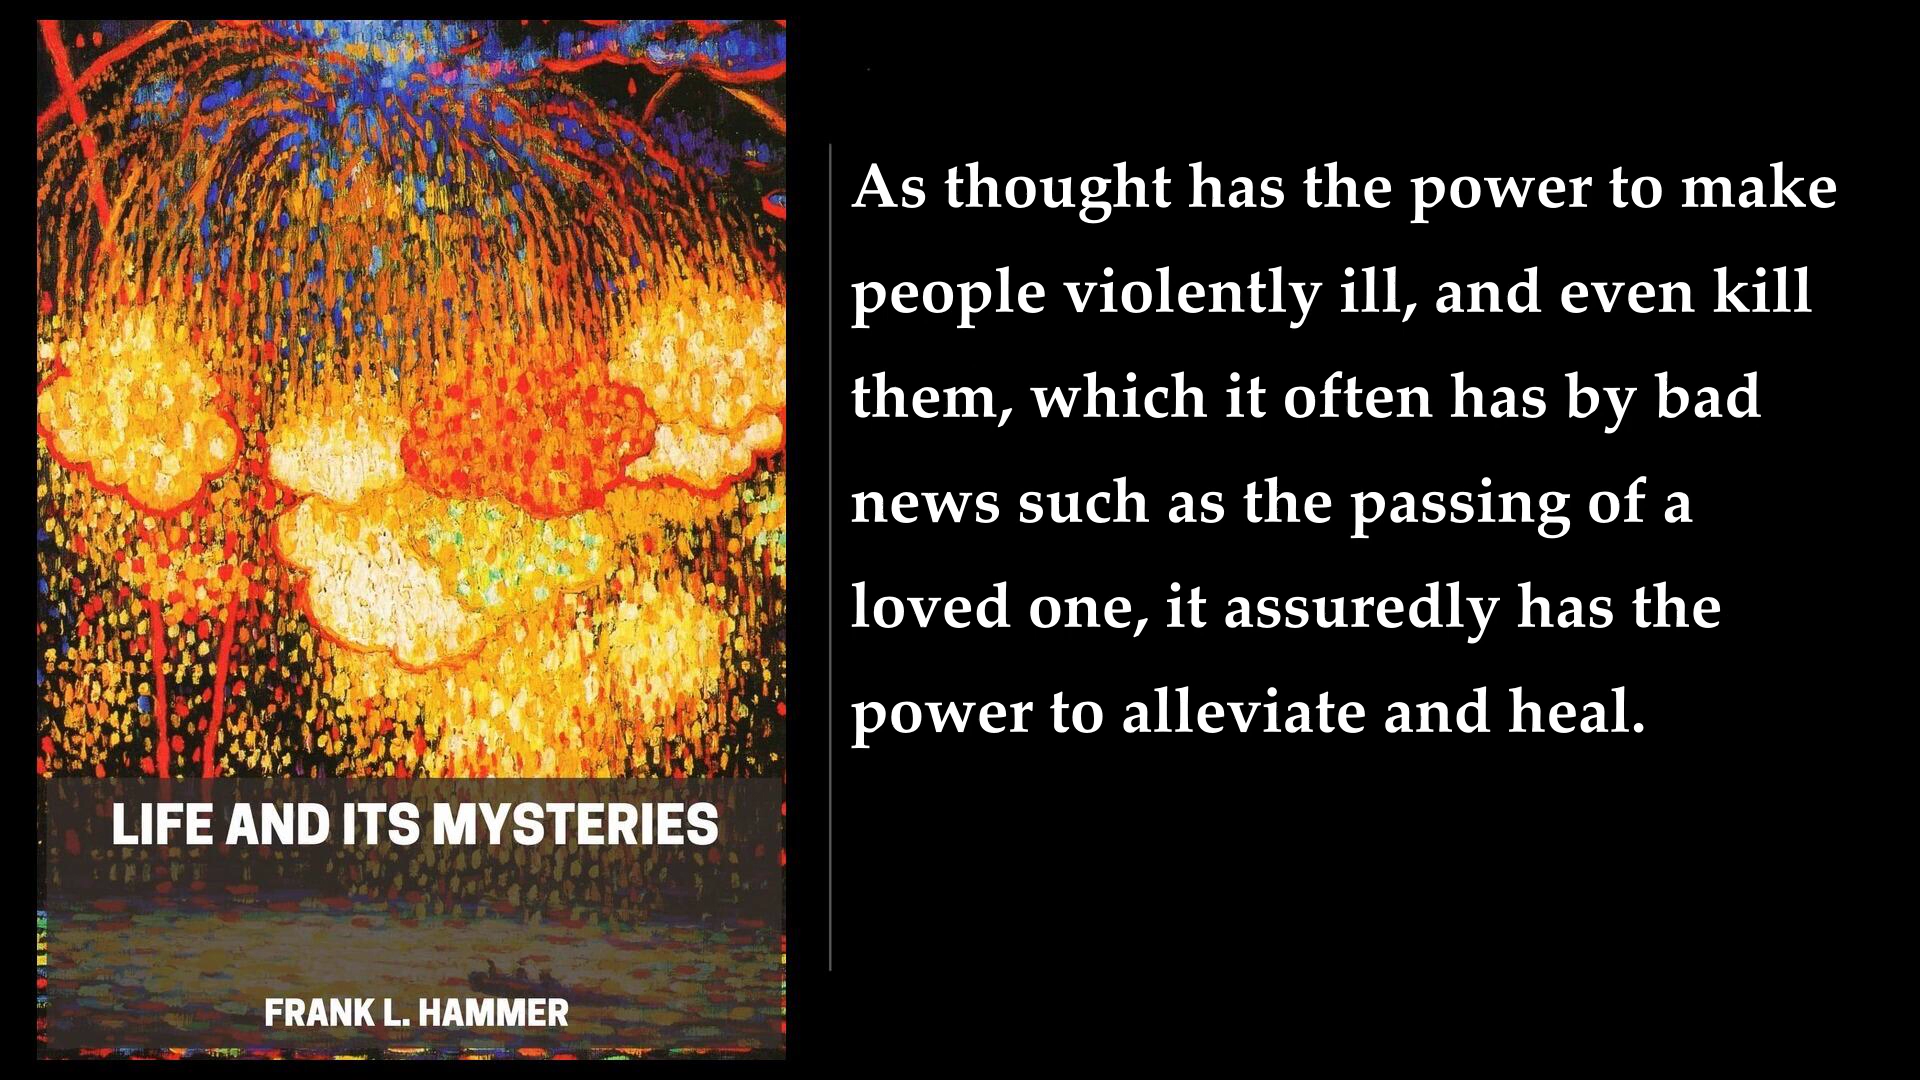 LIFE AND ITS MYSTERIES
FRANK L. HAMMER
As thought has the power to make
people violently ill, and even kill
them, which it often has by bad
news such as the passing of a
loved one, it assuredly has the
power to alleviate and heal.